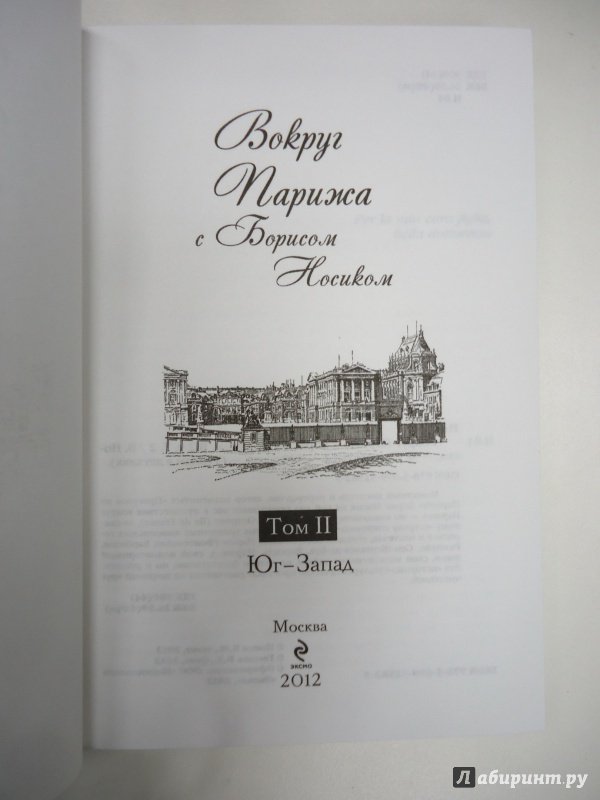 Вокруг
Парижа
с Борисом
Носиком
Том II
Юг–Запад
Москва
ЭКСМО
2012
Лабиринт.ру